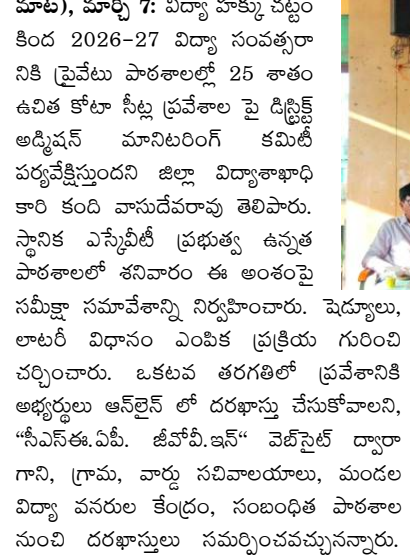 మాట), మార్చి 7: విద్యా హక్కు చట్టం
కింద 2026-27 విద్యా సంవత్సరా
నికి ప్రైవేటు పాఠశాలల్లో 25 శాతం
ఉచిత కోటా సీట్ల ప్రవేశాల పై డిస్ట్రిక్ట్
అడ్మిషన్ మానిటరింగ్ కమిటీ
పర్యవేక్షిస్తుందని జిల్లా విద్యాశాఖాధి
కారి కంది వాసుదేవరావు తెలిపారు.
స్థానిక ఎస్కేవీటీ ప్రభుత్వ ఉన్నత
పాఠశాలలో శనివారం ఈ అంశంపై
సమీక్షా సమావేశాన్ని నిర్వహించారు. షెడ్యూలు,
లాటరీ విధానం ఎంపిక ప్రక్రియ గురించి
చర్చించారు. ఒకటవ తరగతిలో ప్రవేశానికి
అభ్యర్థులు ఆన్‌లైన్ లో దరఖాస్తు చేసుకోవాలని,
“సీఎస్ఈ.ఏపీ. జీవోవీ.ఇన్“ వెబ్‌సైట్ ద్వారా
గాని, గ్రామ, వార్డు సచివాలయాలు, మండల
విద్యా వనరుల కేంద్రం, సంబంధిత పాఠశాల
నుంచి దరఖాస్తులు సమర్పించవచ్చునన్నారు.